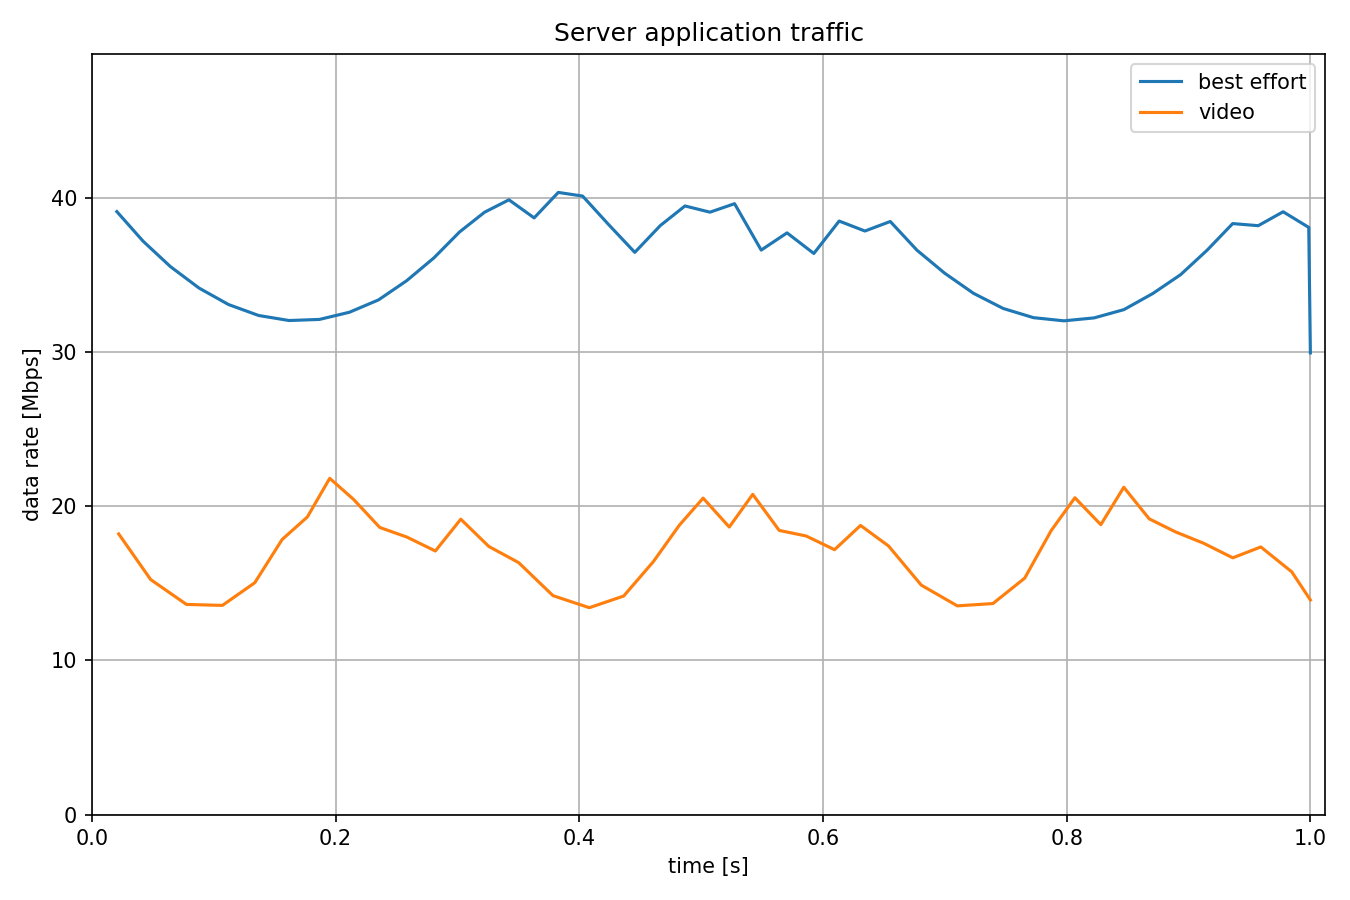 Server application traffic
best effort
video
data rate [Mbps]
40
30
20
10
0
0.0 0.2 0.4 0.6 0.8 1.0
time [s]